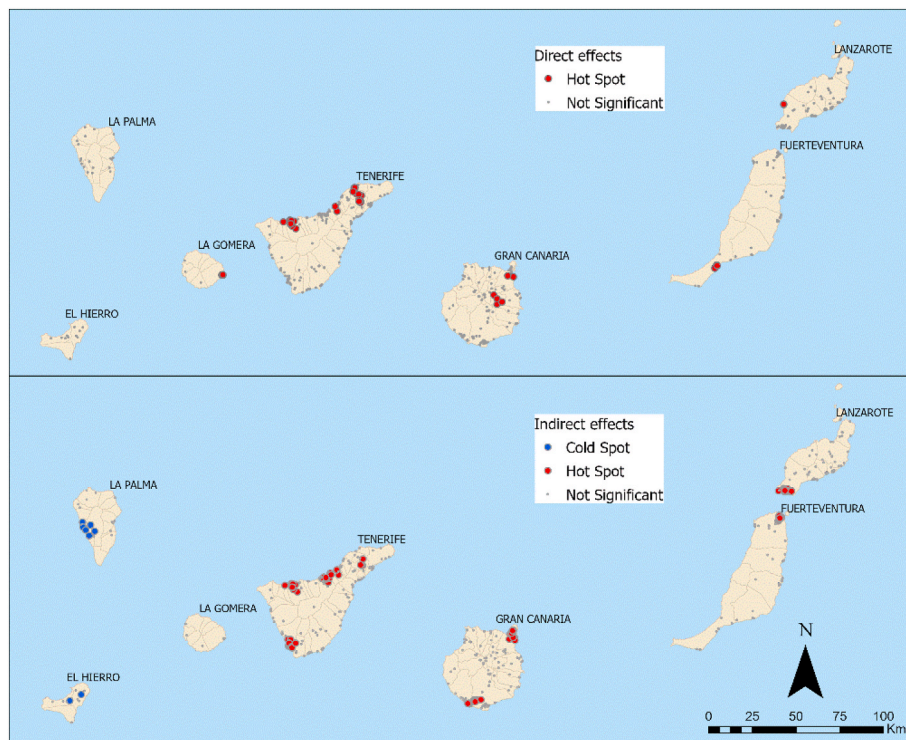 LANZAROTE
Direct effects
Hot Spot
Not Significant
LA PALMA
FUERTEVENTURA
TENERIFE
LA GOMERA
GRAN CANARIA
EL HIERRO
LANZAROTE
Indirect effects
Cold Spot
Hot Spot
Not Significant
LA PALMA
FUERTEVENTURA
TENERIFE
LA GOMERA
GRAN CANARIA
N
EL HIERRO
0 25 50 75 100
Km